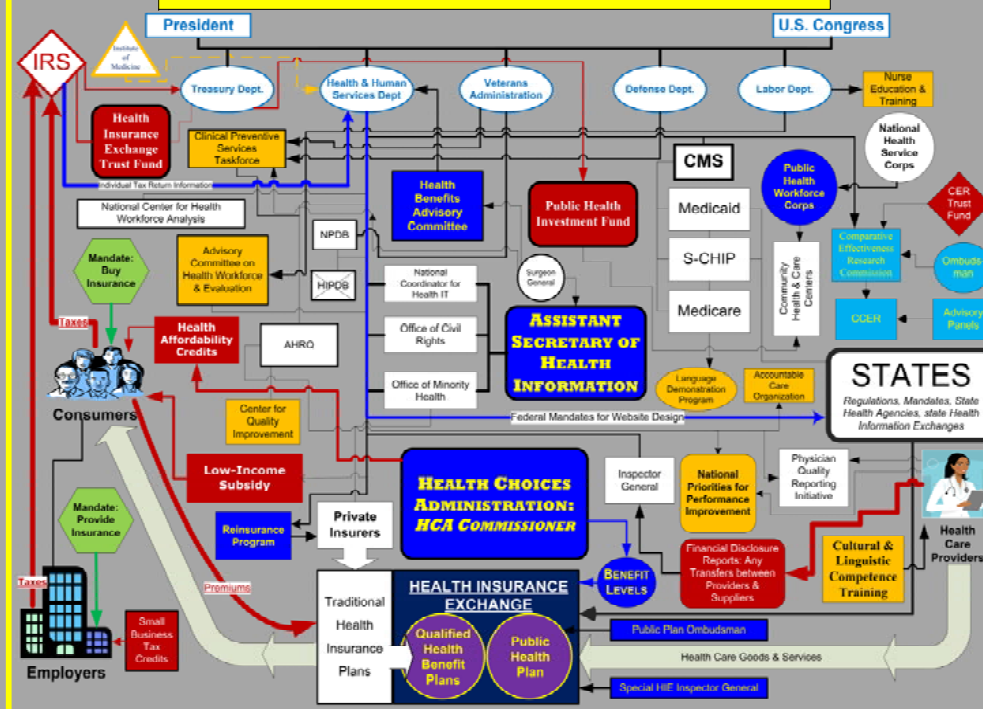 President
U.S. Congress
IRS
Institute
of
Medicine
Treasury Dept.
Health & Human
Services Dept
Veterans
Administration
Defense Dept.
Labor Dept.
Nurse
Education &
Training
Health
Insurance
Exchange
Trust Fund
Clinical Preventive
Services
Taskforce
CMS
National
Health
Service
Corps
Individual Tax Return Information
National Center for Health
Workforce Analysis
Health
Benefits
Advisory
Committee
Public Health
Investment Fund
Medicaid
S-CHIP
Medicare
Public
Health
Workforce
Corps
CER
Trust
Fund
Mandate:
Buy
Insurance
Advisory
Committee on
Health Workforce
& Evaluation
NPDB
HIPDB
National
Coordinator for
Health IT
Office of Civil
Rights
Office of Minority
Health
Surgeon
General
ASSISTANT
SECRETARY OF
HEALTH
INFORMATION
Community
Health & Care
Centers
Comparative
Effectiveness
Research
Commission
Ombuds-
man
CCER
Advisory
Panels
Taxes
Health
Affordability
Credits
AHRQ
Consumers
Center for
Quality
Improvement
Language
Demonstration
Program
Accountable
Care
Organization
STATES
Regulations, Mandates, State
Health Agencies, state Health
Information Exchanges
Federal Mandates for Website Design
Low-Income
Subsidy
Reinsurance
Program
Private
Insurers
HEALTH CHOICES
ADMINISTRATION:
HCA COMMISSIONER
Inspector
General
National
Priorities for
Performance
Improvement
Physician
Quality
Reporting
Initiative
Health Care
Providers
Mandate:
Provide
Insurance
Taxes
Premiums
BENEFIT
LEVELS
Financial Disclosure
Reports: Any
Transfers between
Providers &
Suppliers
Cultural &
Linguistic
Competence
Training
Employers
Small
Business
Tax
Credits
Traditional
Health
Insurance
Plans
HEALTH INSURANCE
EXCHANGE
Qualified
Health
Benefit
Plans
Public
Health
Plan
Public Plan Ombudsman
Health Care Goods & Services
Special HIE Inspector General